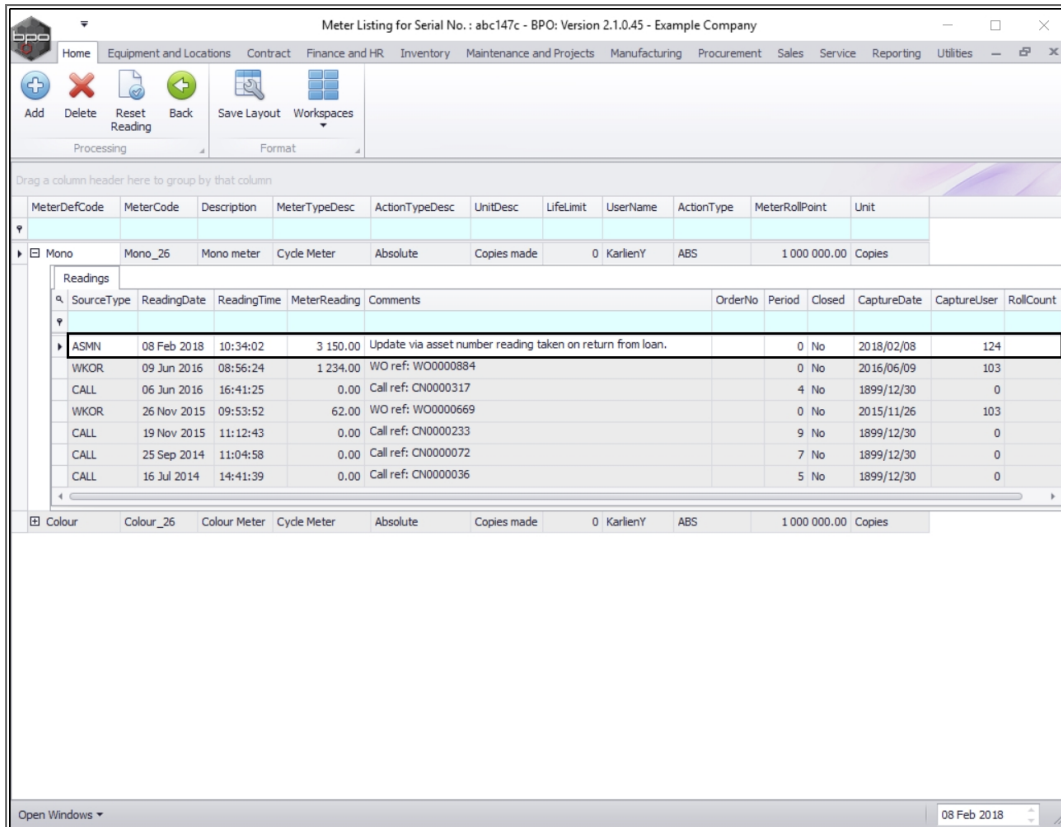 Meter Listing for Serial No. : abc147c - BPO: Version 2.1.0.45 - Example Company
bpo
Home Equipment and Locations Contract Finance and HR Inventory Maintenance and Projects Manufacturing Procurement Sales Service Reporting Utilities
Add Delete Reset Reading Back Save Layout Workspaces
Processing Format
Drag a column header here to group by that column
MeterDefCode MeterCode Description MeterTypeDesc ActionTypeDesc UnitDesc LifeLimit UserName ActionType MeterRollPoint Unit
Mono Mono_26 Mono meter Cycle Meter Absolute Copies made 0 KarlienY ABS 1 000 000.00 Copies
Readings
SourceType ReadingDate ReadingTime MeterReading Comments OrderNo Period Closed CaptureDate CaptureUser RollCount
ASMN 08 Feb 2018 10:34:02 3 150.00 Update via asset number reading taken on return from loan. 0 No 2018/02/08 124
WKOR 09 Jun 2016 08:56:24 1 234.00 WO ref: WO0000884 0 No 2016/06/09 103
CALL 06 Jun 2016 16:41:25 0.00 Call ref: CN0000317 4 No 1899/12/30 0
WKOR 26 Nov 2015 09:53:52 62.00 WO ref: WO0000669 0 No 2015/11/26 103
CALL 19 Nov 2015 11:12:43 0.00 Call ref: CN0000233 9 No 1899/12/30 0
CALL 25 Sep 2014 11:04:58 0.00 Call ref: CN0000072 7 No 1899/12/30 0
CALL 16 Jul 2014 14:41:39 0.00 Call ref: CN0000036 5 No 1899/12/30 0
Colour Colour_26 Colour Meter Cycle Meter Absolute Copies made 0 KarlienY ABS 1 000 000.00 Copies
Open Windows 08 Feb 2018